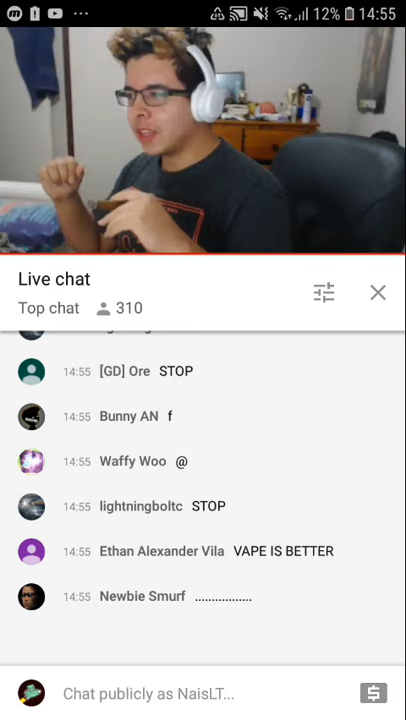 12% 14:55
Live chat
Top chat 310
14:55 [GD] Ore STOP
14:55 Bunny AN f
14:55 Waffy Woo @
14:55 lightningboltc STOP
14:55 Ethan Alexander Vila VAPE IS BETTER
14:55 Newbie Smurf .................
Chat publicly as NaisLT...